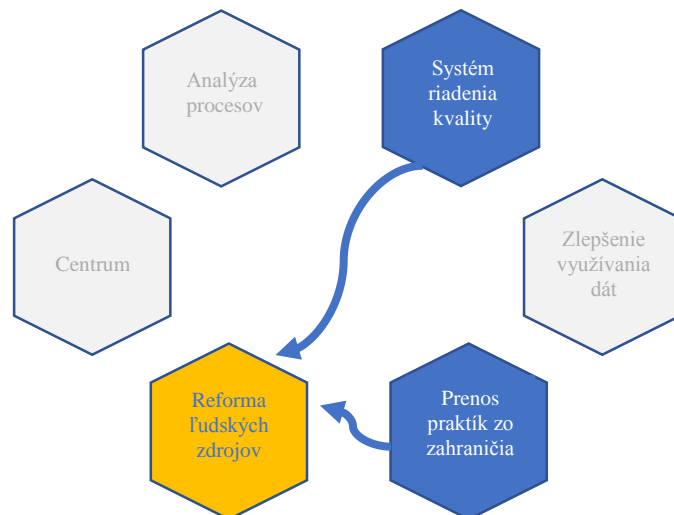 Analýza
procesov
Systém
riadenia
kvality
Centrum
Zlepšenie
využívania
dát
Reforma
ľudských
zdrojov
Prenos
praktík zo
zahraničia